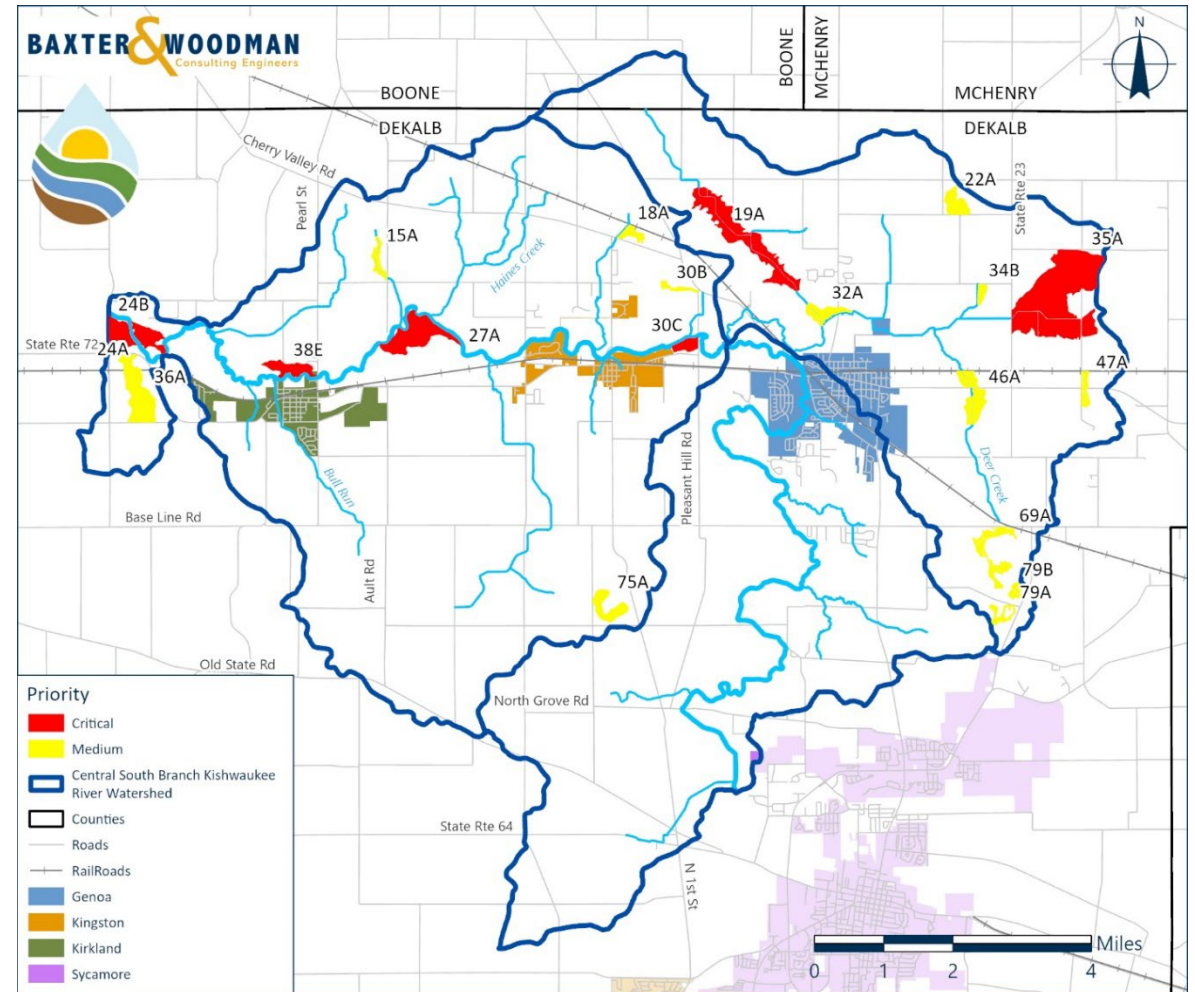 BAXTER & WOODMAN
Consulting Engineers
BOONE
MCHENRY
N
BOONE
MCHENRY
DEKALB
DEKALB
Cherry Valley Rd
Pearl St
State Rte 23
22A
18A
19A
15A
35A
Haines Creek
30B
34B
32A
24B
30C
27A
State Rte 72
24A
38E
36A
46A
47A
Pleasant Hill Rd
Deer Creek
Bull Run
Base Line Rd
69A
Ault Rd
79B
75A
79A
Old State Rd
North Grove Rd
State Rte 64
N 1st St
Priority
Critical
Medium
Central South Branch Kishwaukee
River Watershed
Counties
Roads
RailRoads
Genoa
Kingston
Kirkland
Sycamore
Miles
0 1 2 4